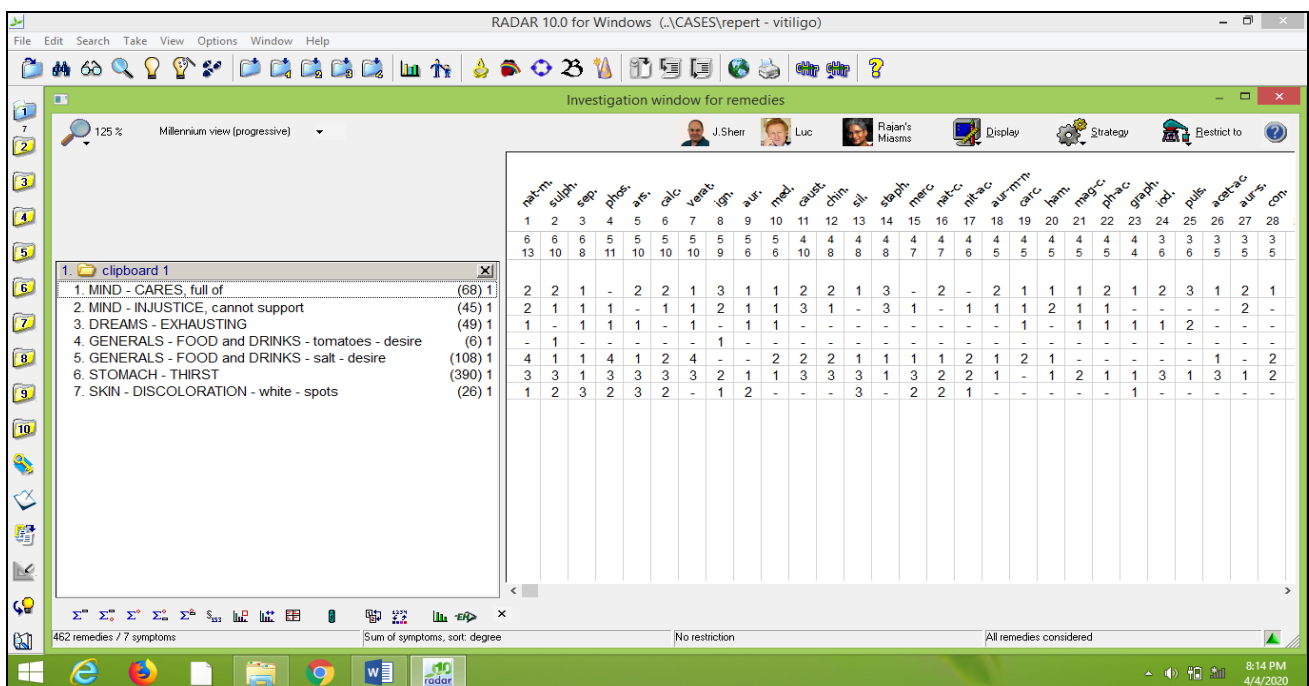 RADAR 10.0 for Windows (..\CASES\repert - vitiligo)
File Edit Search Take View Options Window Help
Investigation window for remedies
125 % Millennium view (progressive) J.Sherr Luc Rajan's Miasms Display Strategy Restrict to
nat-m. sulph. sep. phos. ars. calc. verat. ign. aur. med. caust. chin. sil. staph. merc. nat-c. nit-ac. aur-m-n. carc. ham. mag-c. ph-ac. graph. iod. puls. acet-ac. aur-s. con.
1 2 3 4 5 6 7 8 9 10 11 12 13 14 15 16 17 18 19 20 21 22 23 24 25 26 27 28
6 6 6 5 5 5 5 5 5 5 4 4 4 4 4 4 4 4 4 4 4 4 4 3 3 3 3 3
13 10 8 11 10 10 10 9 6 6 10 8 8 8 7 7 6 5 5 5 5 5 4 6 6 5 5 5
1. clipboard 1
1. MIND - CARES, full of (68) 1 2 2 1 - 2 2 1 3 1 1 2 2 1 3 - 2 - 2 1 1 1 2 1 2 3 1 2 1
2. MIND - INJUSTICE, cannot support (45) 1 2 1 1 1 - 1 1 2 1 1 3 1 - 3 1 - 1 1 1 2 1 1 - - - - 2 -
3. DREAMS - EXHAUSTING (49) 1 1 - 1 1 1 - 1 - 1 1 - - - - - - - - 1 - 1 1 1 1 2 - - -
4. GENERALS - FOOD and DRINKS - tomatoes - desire (6) 1 - 1 - - - - - 1 - - - - - - - - - - - - - - - - - - - -
5. GENERALS - FOOD and DRINKS - salt - desire (108) 1 4 1 1 4 1 2 4 - - 2 2 2 1 1 1 1 2 1 2 1 - - - - - 1 - 2
6. STOMACH - THIRST (390) 1 3 3 1 3 3 3 3 2 1 1 3 3 3 1 3 2 2 1 - 1 2 1 1 3 1 3 1 2
7. SKIN - DISCOLORATION - white - spots (26) 1 1 2 3 2 3 2 - 1 2 - - - 3 - 2 2 1 - - - - - 1 - - - - -
462 remedies / 7 symptoms Sum of symptoms, sort: degree No restriction All remedies considered
8:14 PM
4/4/2020